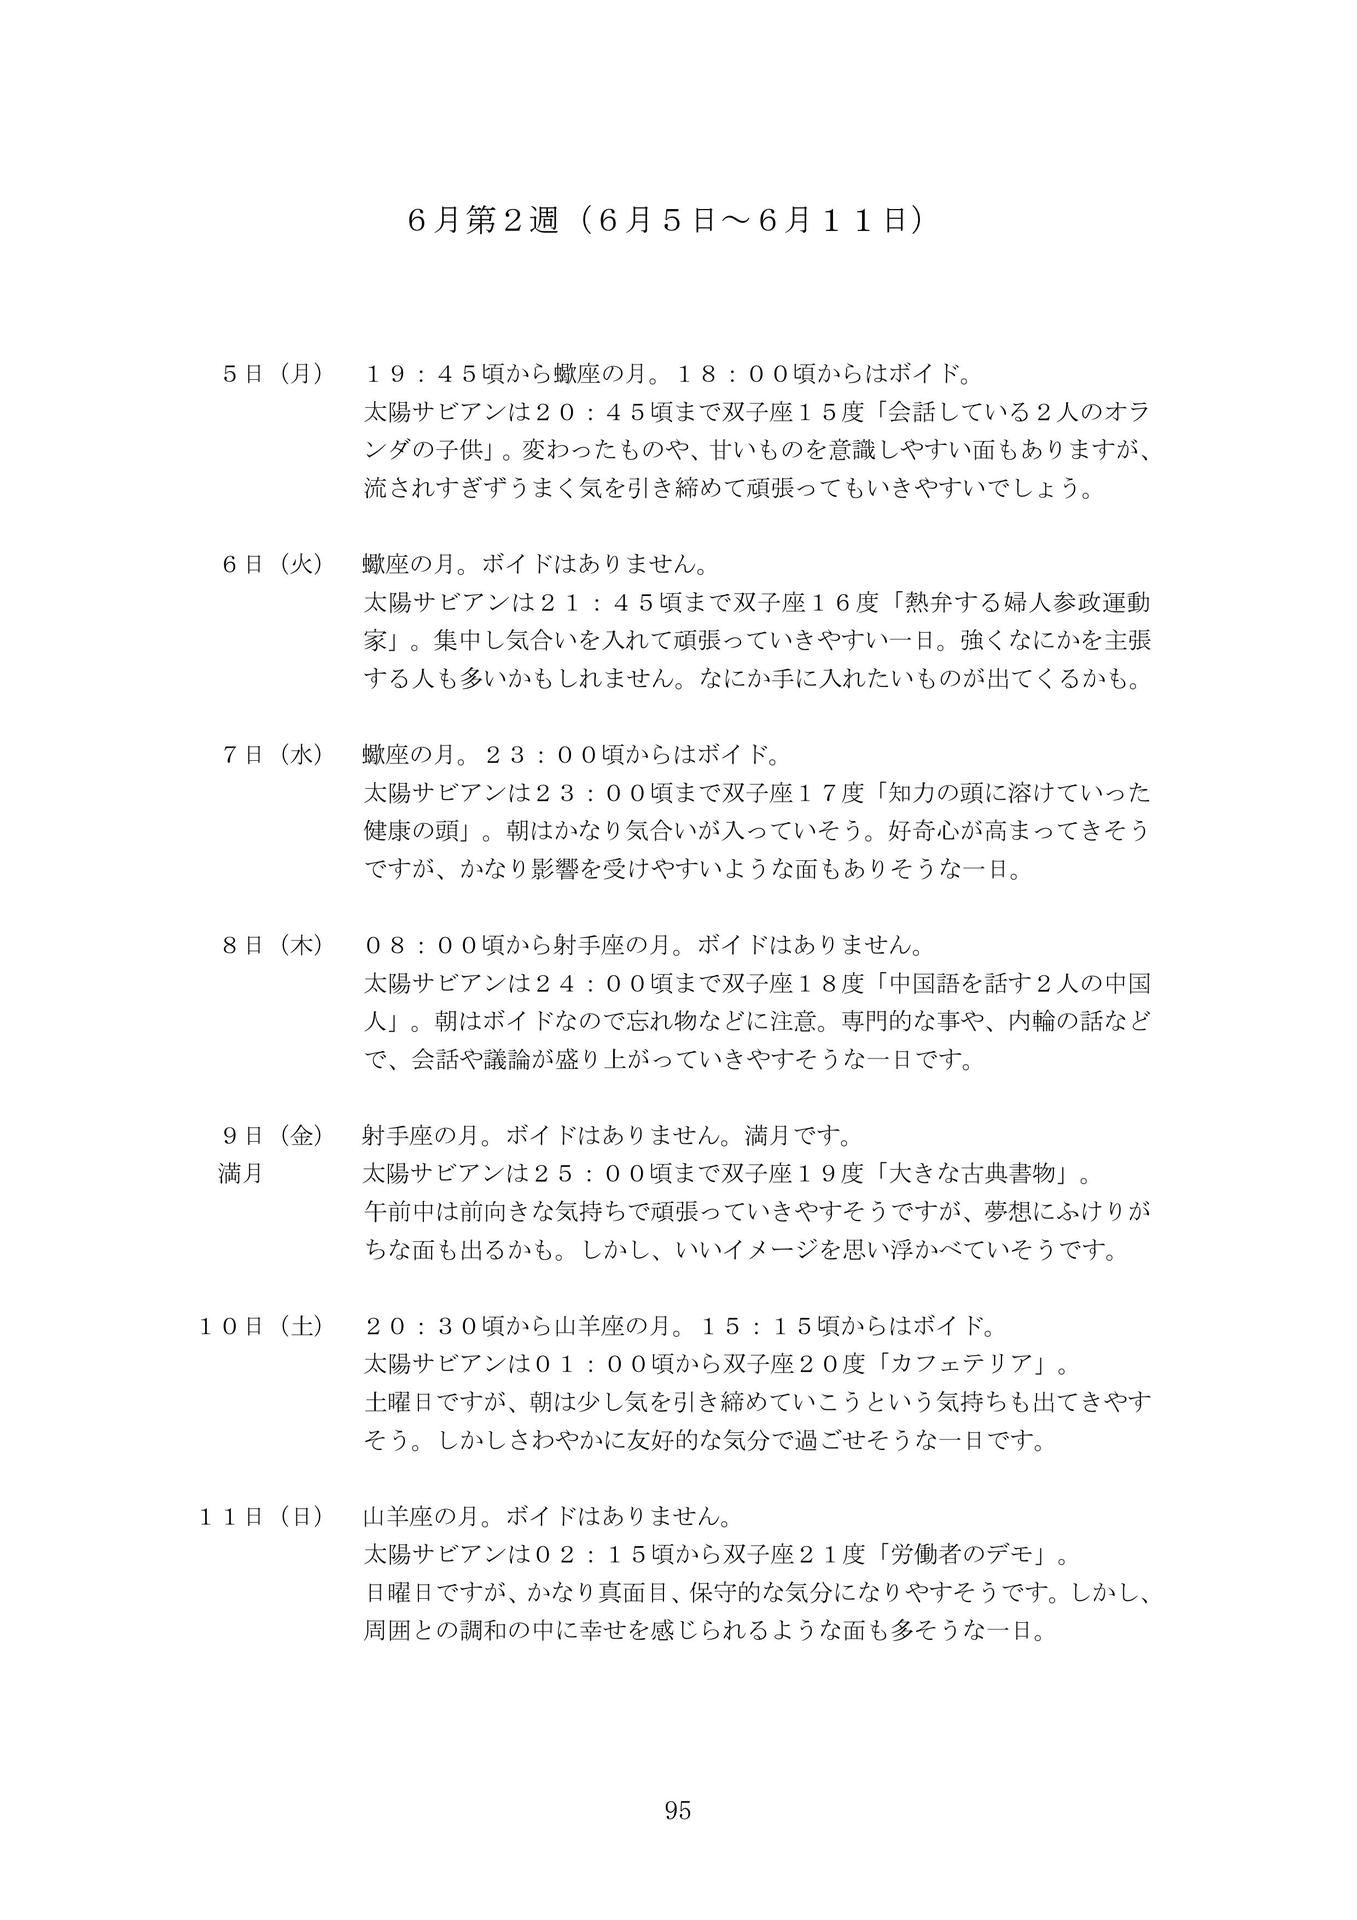 ６月第２週（６月５日～６月１１日）
５日（月）　１９：４５頃から蠍座の月。１８：００頃からはボイド。
太陽サビアンは２０：４５頃まで双子座１５度「会話している２人のオラ
ンダの子供」。変わったものや、甘いものを意識しやすい面もありますが、
流されすぎずうまく気を引き締めて頑張ってもいきやすいでしょう。
６日（火）　蠍座の月。ボイドはありません。
太陽サビアンは２１：４５頃まで双子座１６度「熱弁する婦人参政運動
家」。集中し気合いを入れて頑張っていきやすい一日。強くなにかを主張
する人も多いかもしれません。なにか手に入れたいものが出てくるかも。
７日（水）　蠍座の月。２３：００頃からはボイド。
太陽サビアンは２３：００頃まで双子座１７度「知力の頭に溶けていった
健康の頭」。朝はかなり気合いが入っていそう。好奇心が高まってきそう
ですが、かなり影響を受けやすいような面もありそうな一日。
８日（木）　０８：００頃から射手座の月。ボイドはありません。
太陽サビアンは２４：００頃まで双子座１８度「中国語を話す２人の中国
人」。朝はボイドなので忘れ物などに注意。専門的な事や、内輪の話など
で、会話や議論が盛り上がっていきやすそうな一日です。
９日（金）　射手座の月。ボイドはありません。満月です。
満月　太陽サビアンは２５：００頃まで双子座１９度「大きな古典書物」。
午前中は前向きな気持ちで頑張っていきやすそうですが、夢想にふけりが
ちな面も出るかも。しかし、いいイメージを思い浮かべていそうです。
１０日（土）　２０：３０頃から山羊座の月。１５：１５頃からはボイド。
太陽サビアンは０１：００頃から双子座２０度「カフェテリア」。
土曜日ですが、朝は少し気を引き締めていこうという気持ちも出てきやす
そう。しかしさわやかに友好的な気分で過ごせそうな一日です。
１１日（日）　山羊座の月。ボイドはありません。
太陽サビアンは０２：１５頃から双子座２１度「労働者のデモ」。
日曜日ですが、かなり真面目、保守的な気分になりやすそうです。しかし、
周囲との調和の中に幸せを感じられるような面も多そうな一日。
95